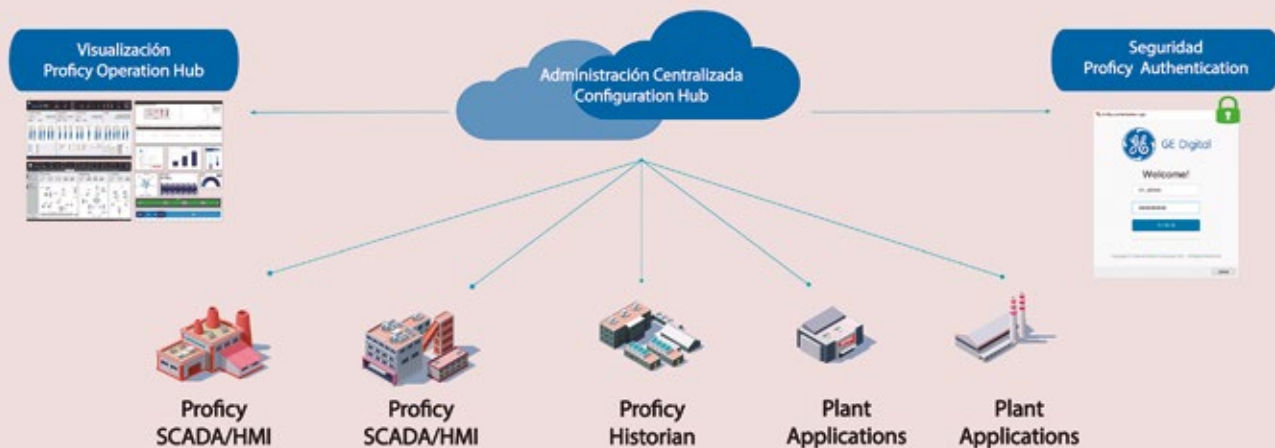 Visualización
Proficy Operation Hub
Administración Centralizada
Configuration Hub
Seguridad
Proficy Authentication
GE Digital
Welcome!
Proficy
SCADA/HMI
Proficy
SCADA/HMI
Proficy
Historian
Plant
Applications
Plant
Applications